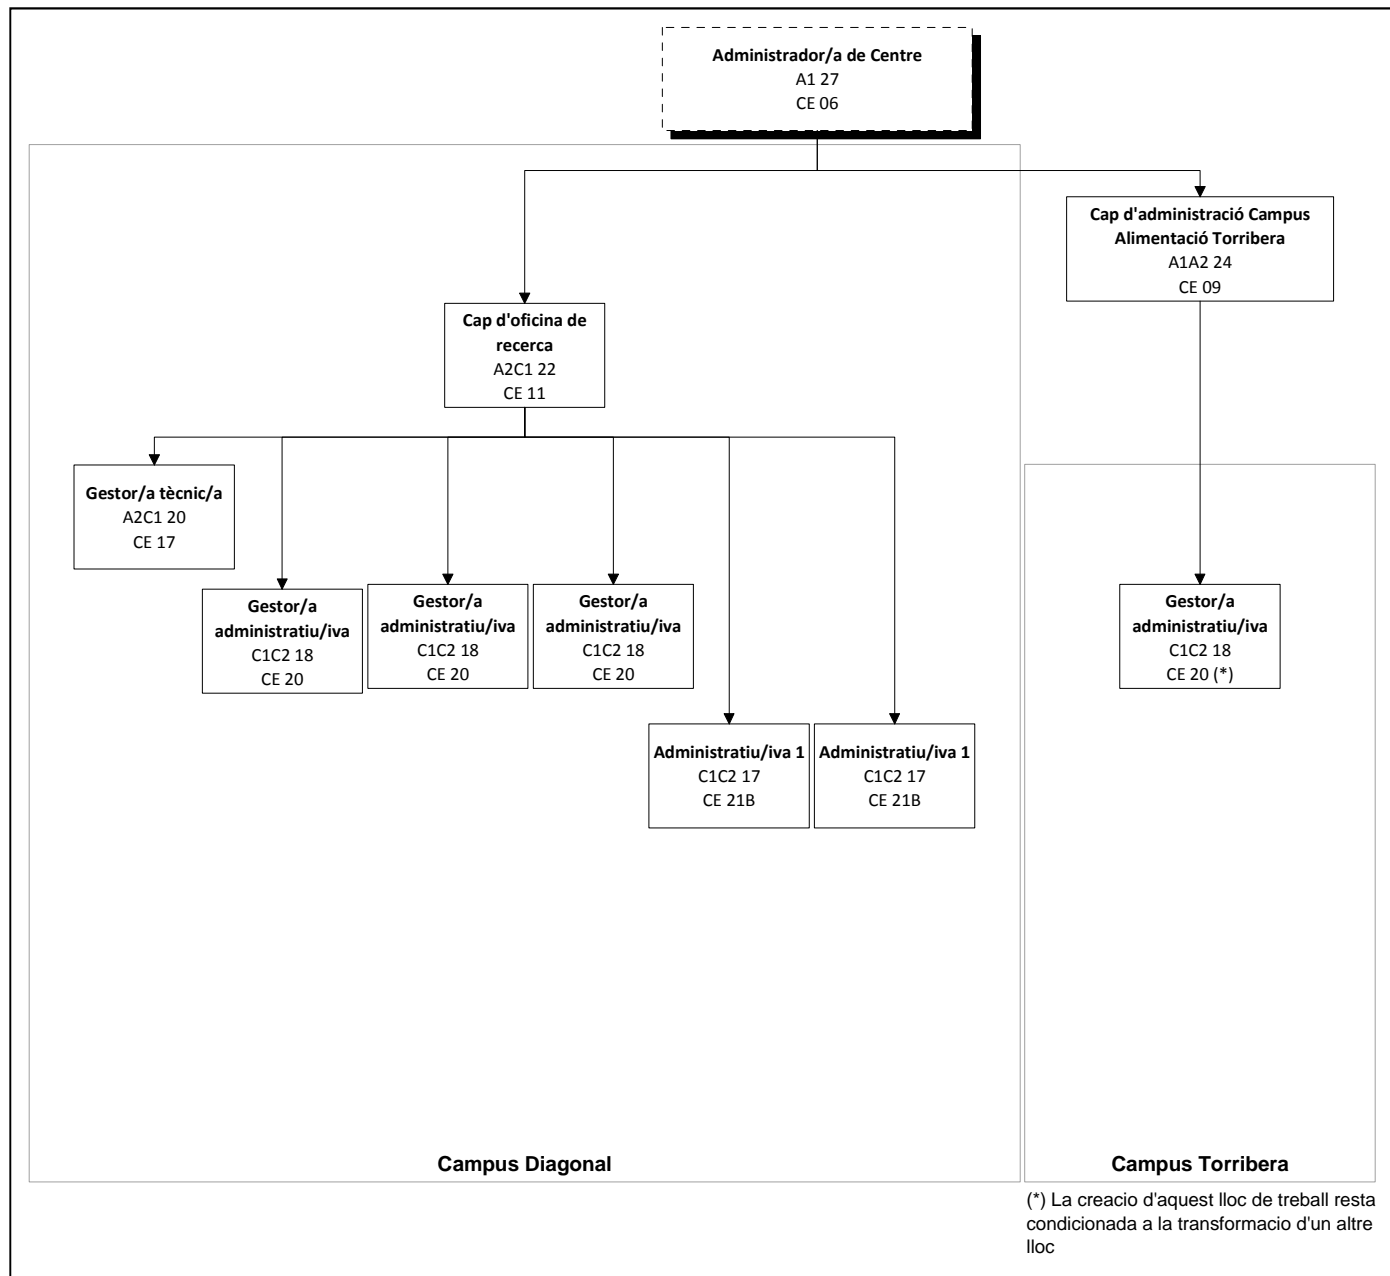 Administrador/a de Centre
A1 27
CE 06
Cap d'administració Campus
Alimentació Torribera
A1A2 24
CE 09
Cap d'oficina de
recerca
A2C1 22
CE 11
Gestor/a tècnic/a
A2C1 20
CE 17
Gestor/a
administratiu/iva
C1C2 18
CE 20
Gestor/a
administratiu/iva
C1C2 18
CE 20
Gestor/a
administratiu/iva
C1C2 18
CE 20
Gestor/a
administratiu/iva
C1C2 18
CE 20 (*)
Administratiu/iva 1
C1C2 17
CE 21B
Administratiu/iva 1
C1C2 17
CE 21B
Campus Diagonal
Campus Torribera
(*) La creacio d'aquest lloc de treball resta
condicionada a la transformacio d'un altre
lloc